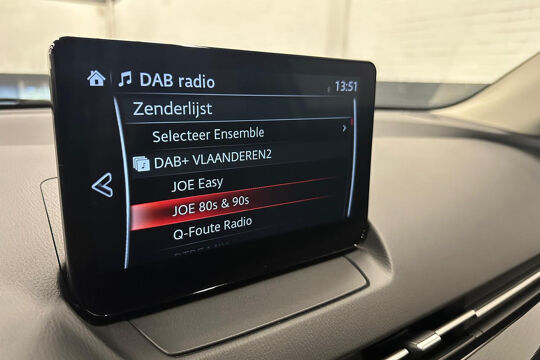 DAB radio
13:51
Zenderlijst
Selecteer Ensemble
DAB+ VLAANDEREN2
JOE Easy
JOE 80s & 90s
Q-Foute Radio